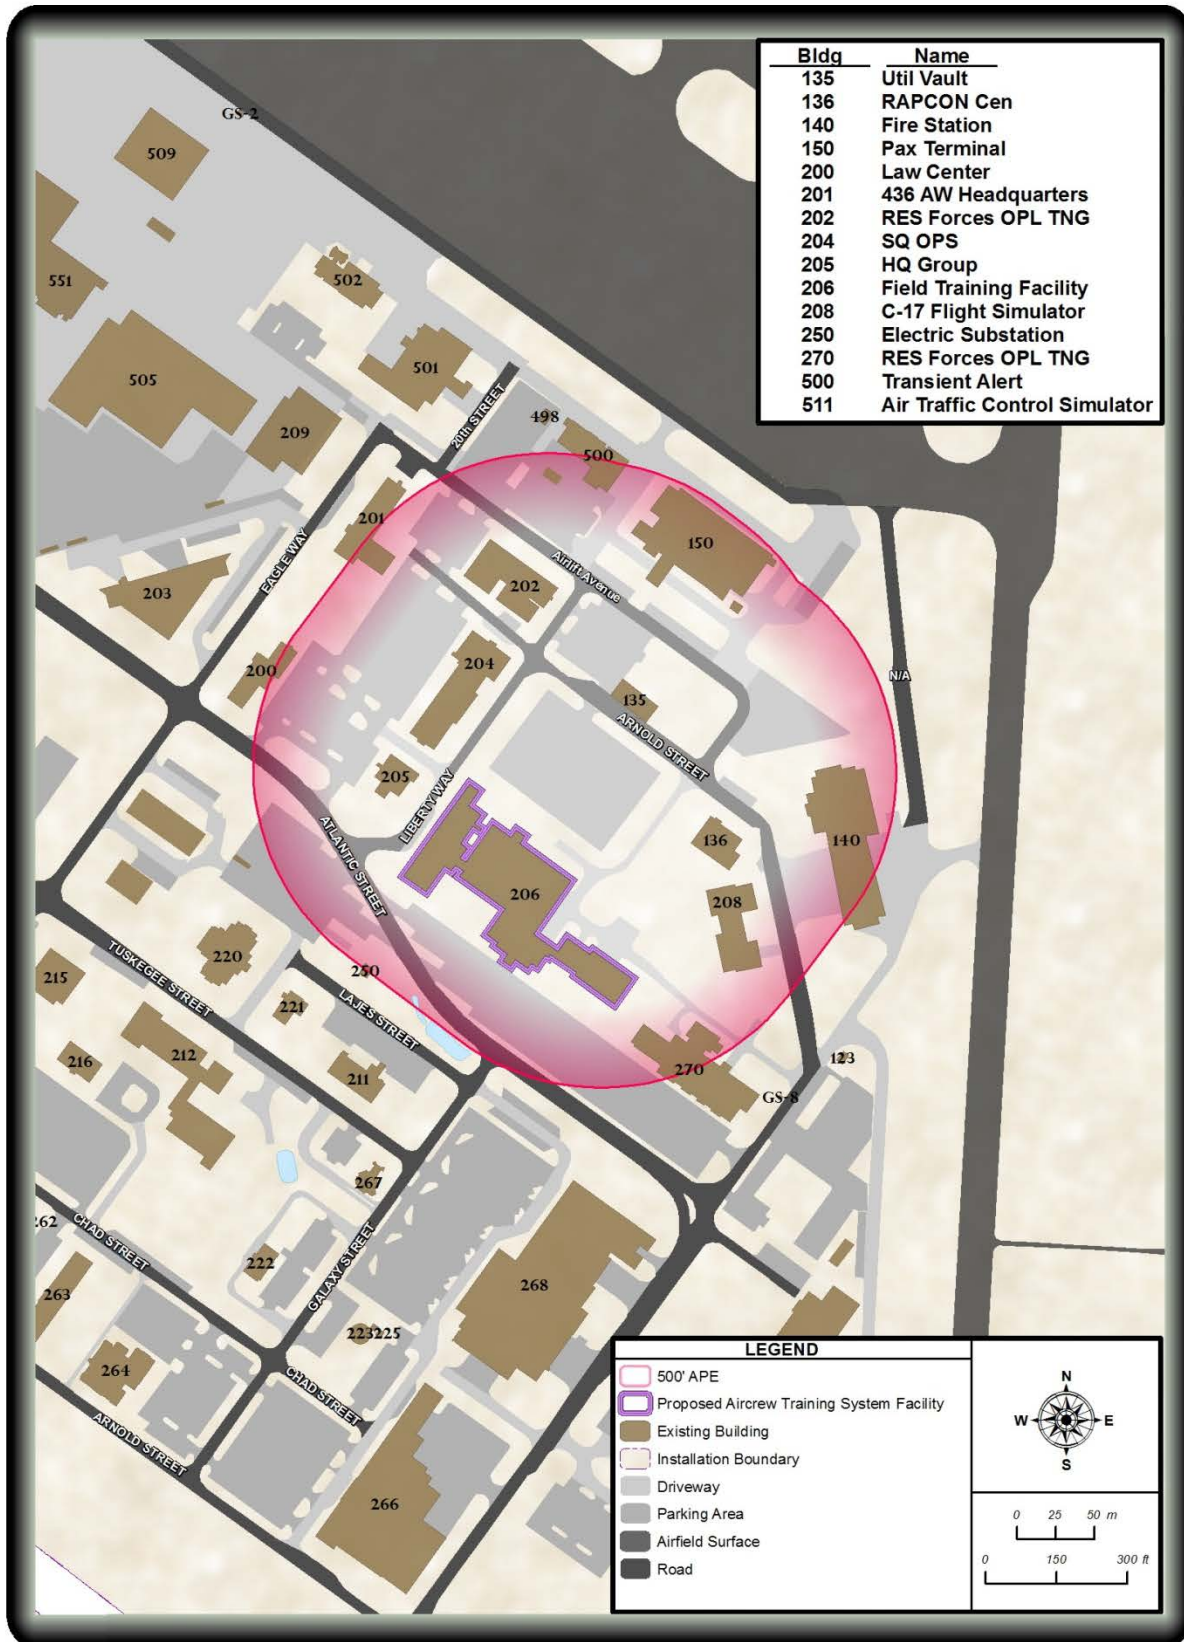 Bldg Name
135 Util Vault
136 RAPCON Cen
140 Fire Station
150 Pax Terminal
200 Law Center
201 436 AW Headquarters
202 RES Forces OPL TNG
204 SQ OPS
205 HQ Group
206 Field Training Facility
208 C-17 Flight Simulator
250 Electric Substation
270 RES Forces OPL TNG
500 Transient Alert
511 Air Traffic Control Simulator
GS-2
509
551
502
505
501
209
20th STREET
498
500
201
150
EAGLE WAY
202
Airlift Avenue
203
200
204
135
N/A
ARNOLD STREET
205
LIBERTY WAY
ATLANTIC STREET
136
140
206
208
220
250
TUSKEGEE STREET
215
221
LAJES STREET
216
212
211
270
123
GS-8
267
262
CHAD STREET
222
GALAXY STREET
263
268
223225
264
CHAD STREET
ARNOLD STREET
266
LEGEND
500' APE
Proposed Aircrew Training System Facility
Existing Building
Installation Boundary
Driveway
Parking Area
Airfield Surface
Road
N
W E
S
0 25 50 m
0 150 300 ft